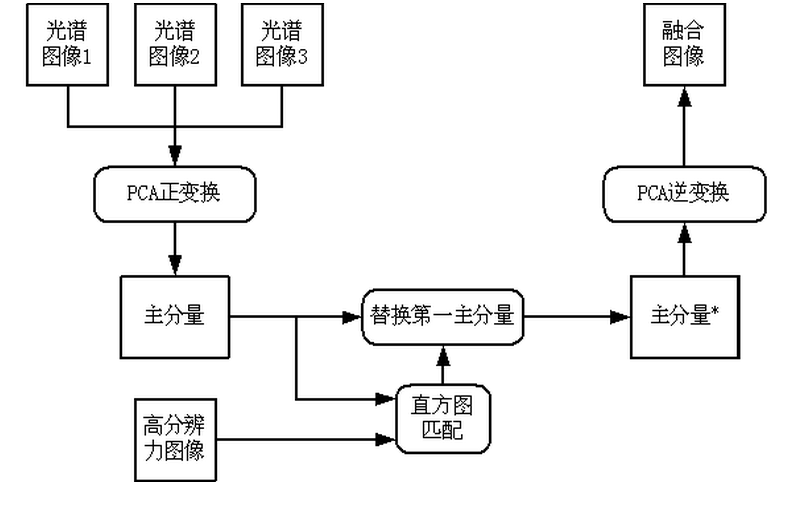 光谱
图像1
光谱
图像2
光谱
图像3
融合
图像
PCA正变换
PCA逆变换
主分量
替换第一主分量
主分量*
高分辨
力图像
直方图
匹配